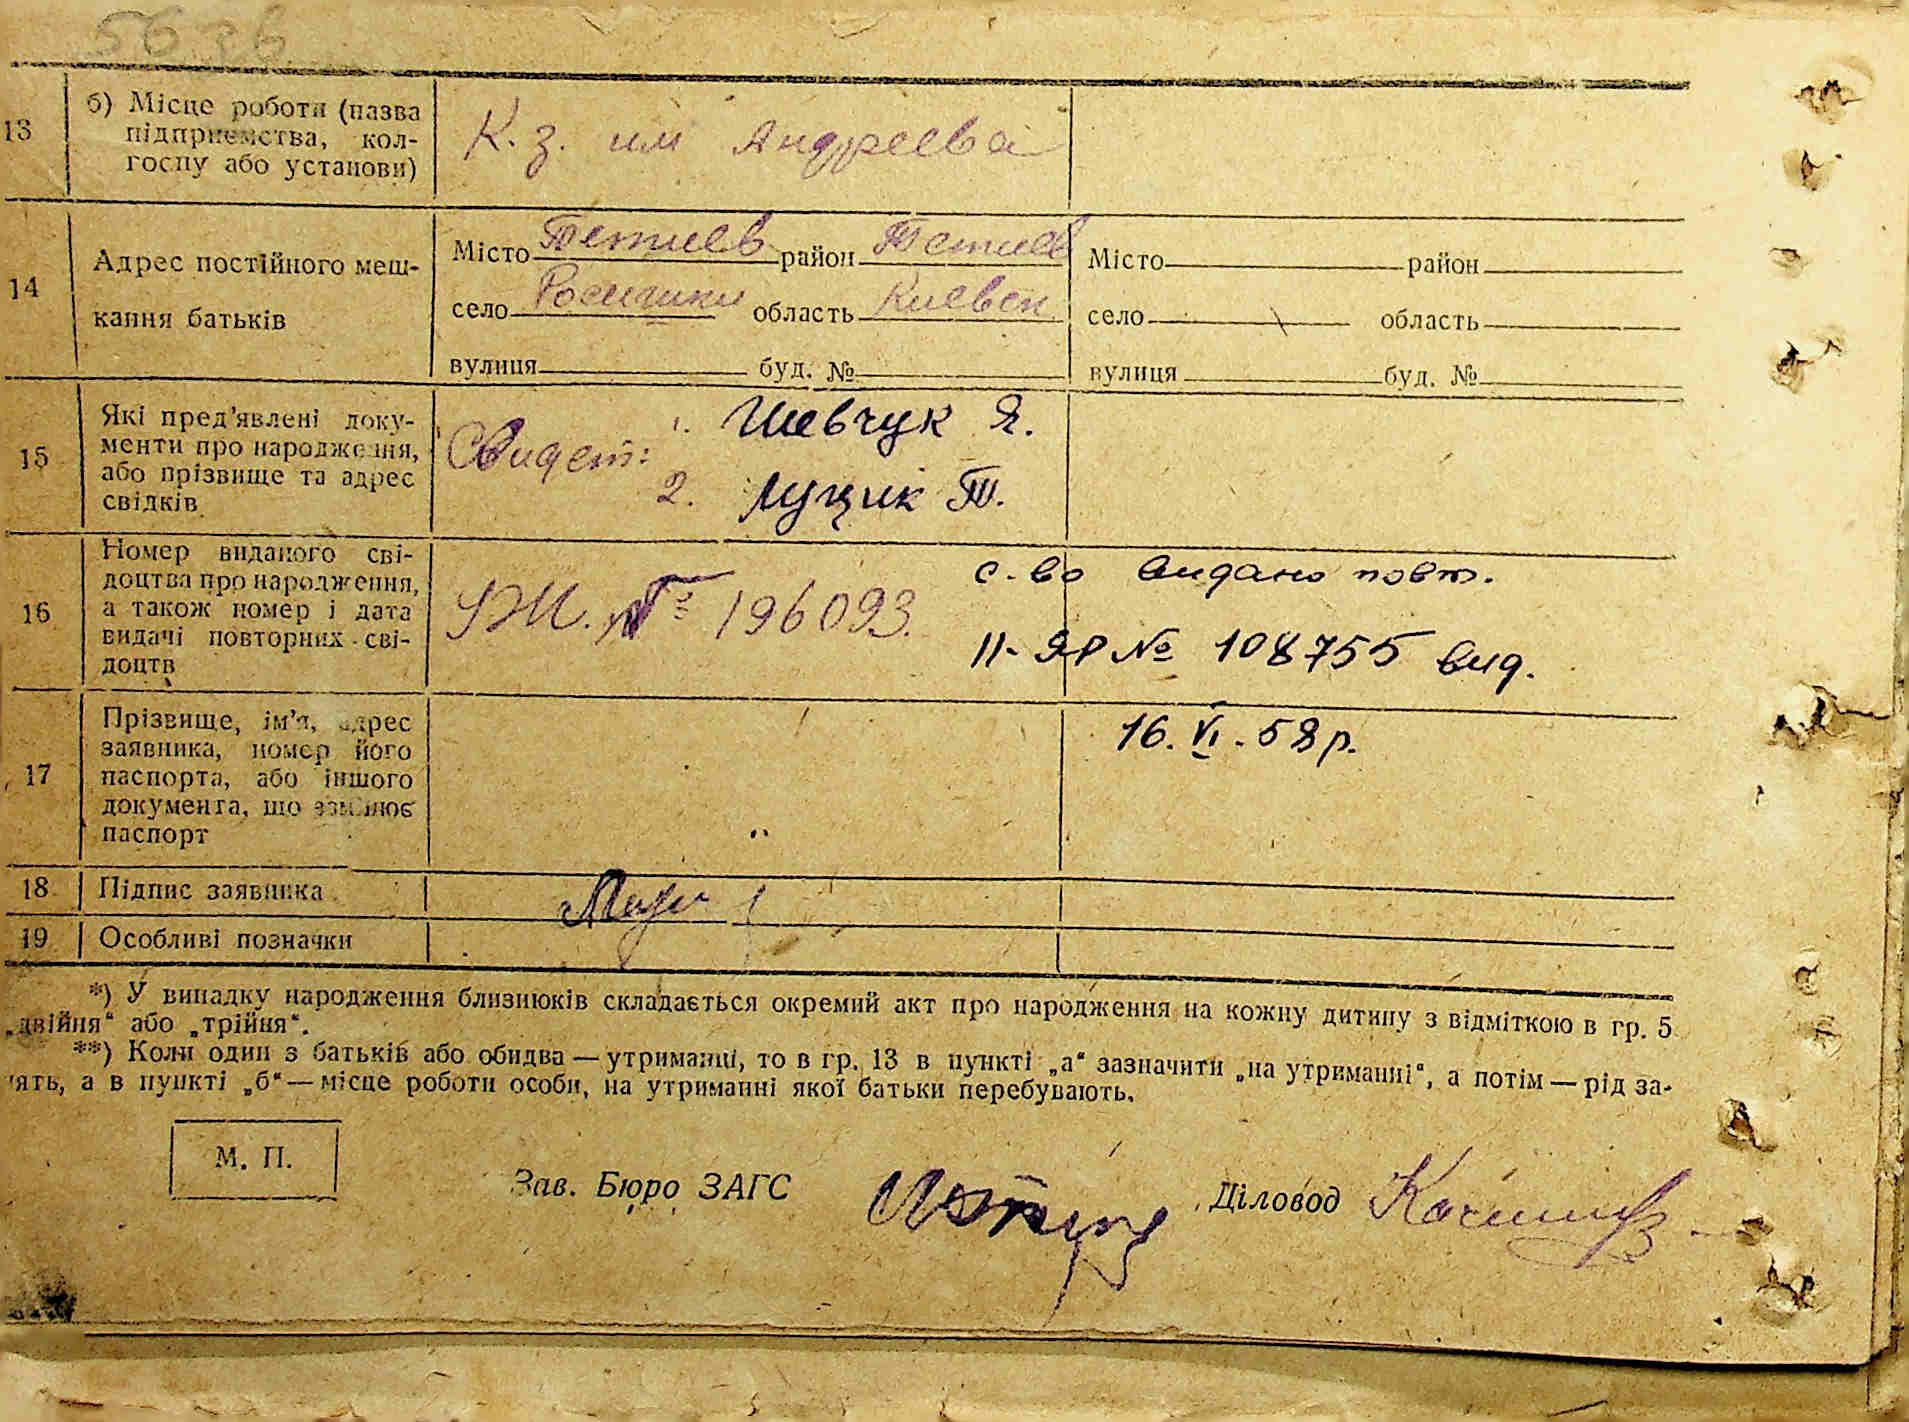 563в
13 б) Місце роботи (назва
підприємства, кол-
госпу або установи)
К. з. им Андреева
14 Адрес постійного меш-
кання батьків
Місто Тетиев район Тетиев
село область Киевск.
вулиця буд. №
Місто район
село область
вулиця буд. №
15 Які пред'явлені доку-
менти про народження,
або прізвище та адрес
свідків
Свидет: 1. Шевчук Я.
2. Лущик Т.
16 Номер виданого сві-
доцтва про народження,
а також номер і дата
видачі повторних сві-
доцтв
УЖ. № 196093.
с-во видано повт.
II-ЯР № 108755 вид.
16. VI. 58 р.
17 Прізвище, ім'я, адрес
заявника, номер його
паспорта, або іншого
документа, що замінює
паспорт
18 Підпис заявника
19 Особливі позначки
*) У випадку народження близнюків складається окремий акт про народження на кожну дитину з відміткою в гр. 5
„двійня“ або „трійня“.
**) Коли один з батьків або обидва — утриманці, то в гр. 13 в пункті „а“ зазначити „на утриманні“, а потім — рід за-
'ять, а в пункті „б“ — місце роботи особи, на утриманні якої батьки перебувають.
М. П.
Зав. Бюро ЗАГС
Діловод